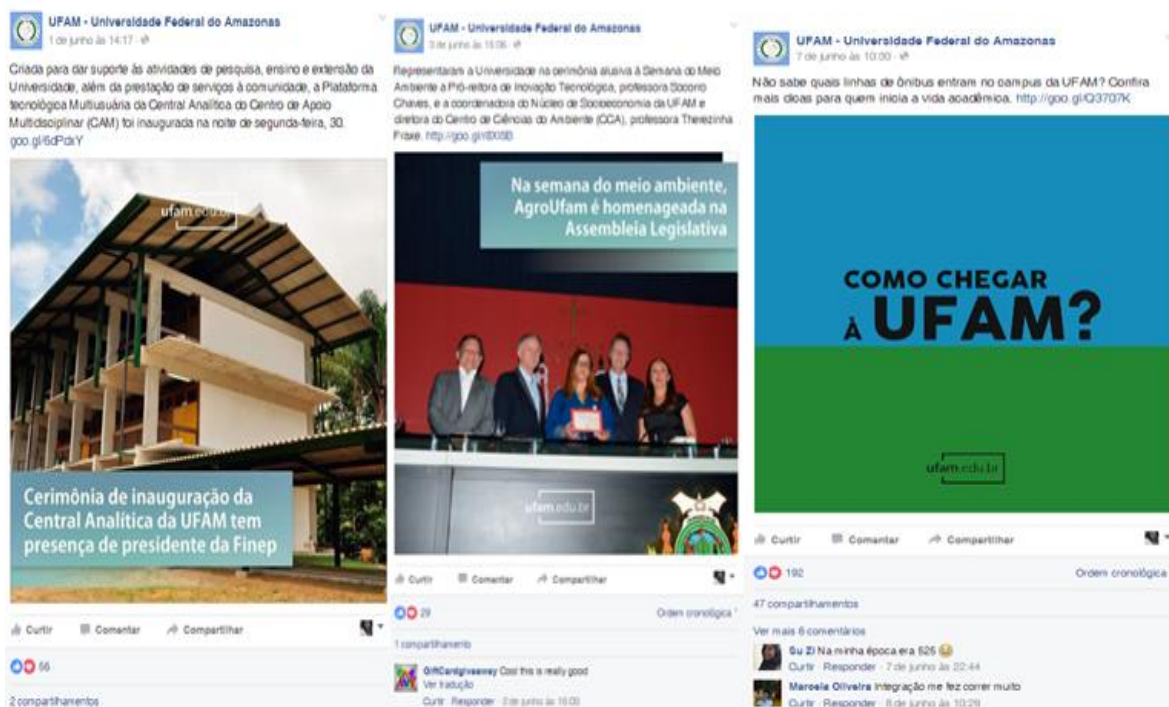 UFAM - Universidade Federal do Amazonas
1 de junho às 14:17
Criada para dar suporte às atividades de pesquisa, ensino e extensão da
Universidade, além da prestação de serviços à comunidade, a Plataforma
tecnológica Multiusuária da Central Analítica do Centro de Apoio
Multidisciplinar (CAM) foi inaugurada na noite de segunda-feira, 30.
goo.gl/6dPdxY
ufam.edu.br
Cerimônia de inauguração da
Central Analítica da UFAM tem
presença de presidente da Finep
Curtir Comentar Compartilhar
56
2 compartilhamentos
UFAM - Universidade Federal do Amazonas
3 de junho às
Representaram a Universidade na cerimônia alusiva à Semana do Meio
Ambiente a Pró-reitora de Inovação Tecnológica, professora Socorro
Chaves, e a coordenadora do Núcleo de Socioeconomia da UFAM e
diretora do Centro de Ciências do Ambiente (CCA), professora Therezinha
Fraxe.
Na semana do meio ambiente,
AgroUfam é homenageada na
Assembleia Legislativa
ufam.edu.br
Curtir Comentar Compartilhar
29
Ordem cronológica
1 compartilhamento
GiftCardgiveaway Cool this is really good
Ver tradução
Curtir Responder
UFAM - Universidade Federal do Amazonas
7 de junho às 10:00
Não sabe quais linhas de ônibus entram no campus da UFAM? Confira
mais dicas para quem inicia a vida acadêmica. http://goo.gl/Q3707K
COMO CHEGAR
À UFAM?
ufam.edu.br
Curtir Comentar Compartilhar
192
Ordem cronológica
47 compartilhamentos
Ver mais 6 comentários
Su Zi Na minha época era 525 😂
Curtir · Responder · 7 de junho às 22:44
Marcela Oliveira Integração me fez correr muito
Curtir · Responder · 8 de junho às 10:29